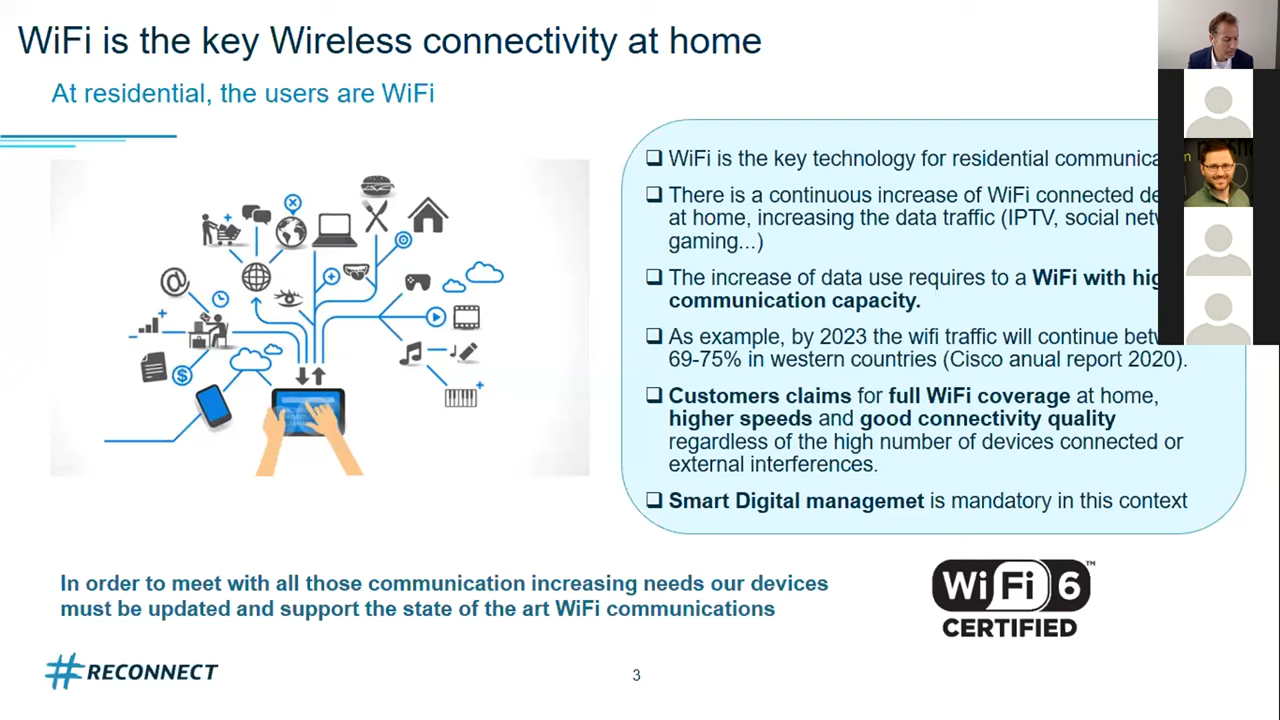 WiFi is the key Wireless connectivity at home
At residential, the users are WiFi
WiFi is the key technology for residential
There is a continuous increase of WiFi connected
at home, increasing the data traffic (IPTV, social
gaming...)
The increase of data use requires to a WiFi with
communication capacity.
As example, by 2023 the wifi traffic will continue
69-75% in western countries (Cisco anual report 2020).
Customers claims for full WiFi coverage at home,
higher speeds and good connectivity quality
regardless of the high number of devices connected or
external interferences.
Smart Digital managemet is mandatory in this context
In order to meet with all those communication increasing needs our devices
must be updated and support the state of the art WiFi communications
WiFi 6 ™
CERTIFIED
#RECONNECT
3